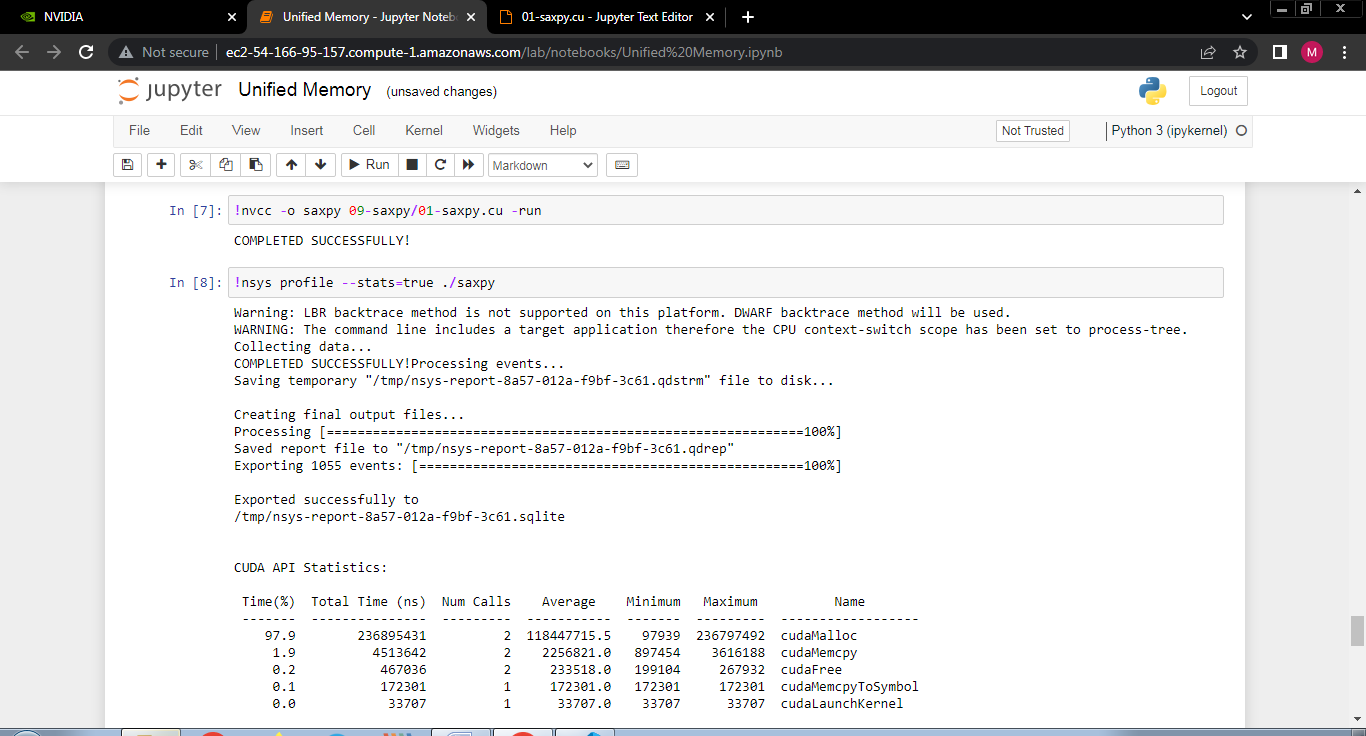 NVIDIA
Unified Memory - Jupyter Noteb
01-saxpy.cu - Jupyter Text Editor
Not secure
ec2-54-166-95-157.compute-1.amazonaws.com/lab/notebooks/Unified%20Memory.ipynb
M
jupyter Unified Memory (unsaved changes)
Logout
File Edit View Insert Cell Kernel Widgets Help
Not Trusted
Python 3 (ipykernel)
Run
Markdown
In [7]: !nvcc -o saxpy 09-saxpy/01-saxpy.cu -run
COMPLETED SUCCESSFULLY!
In [8]: !nsys profile --stats=true ./saxpy
Warning: LBR backtrace method is not supported on this platform. DWARF backtrace method will be used.
WARNING: The command line includes a target application therefore the CPU context-switch scope has been set to process-tree.
Collecting data...
COMPLETED SUCCESSFULLY!Processing events...
Saving temporary "/tmp/nsys-report-8a57-012a-f9bf-3c61.qdstrm" file to disk...
Creating final output files...
Processing [==============================================================100%]
Saved report file to "/tmp/nsys-report-8a57-012a-f9bf-3c61.qdrep"
Exporting 1055 events: [==================================================100%]
Exported successfully to
/tmp/nsys-report-8a57-012a-f9bf-3c61.sqlite
CUDA API Statistics:
Time(%) Total Time (ns) Num Calls Average Minimum Maximum Name
------- --------------- --------- ----------- ------- --------- ------------------
97.9 236895431 2 118447715.5 97939 236797492 cudaMalloc
1.9 4513642 2 2256821.0 897454 3616188 cudaMemcpy
0.2 467036 2 233518.0 199104 267932 cudaFree
0.1 172301 1 172301.0 172301 172301 cudaMemcpyToSymbol
0.0 33707 1 33707.0 33707 33707 cudaLaunchKernel